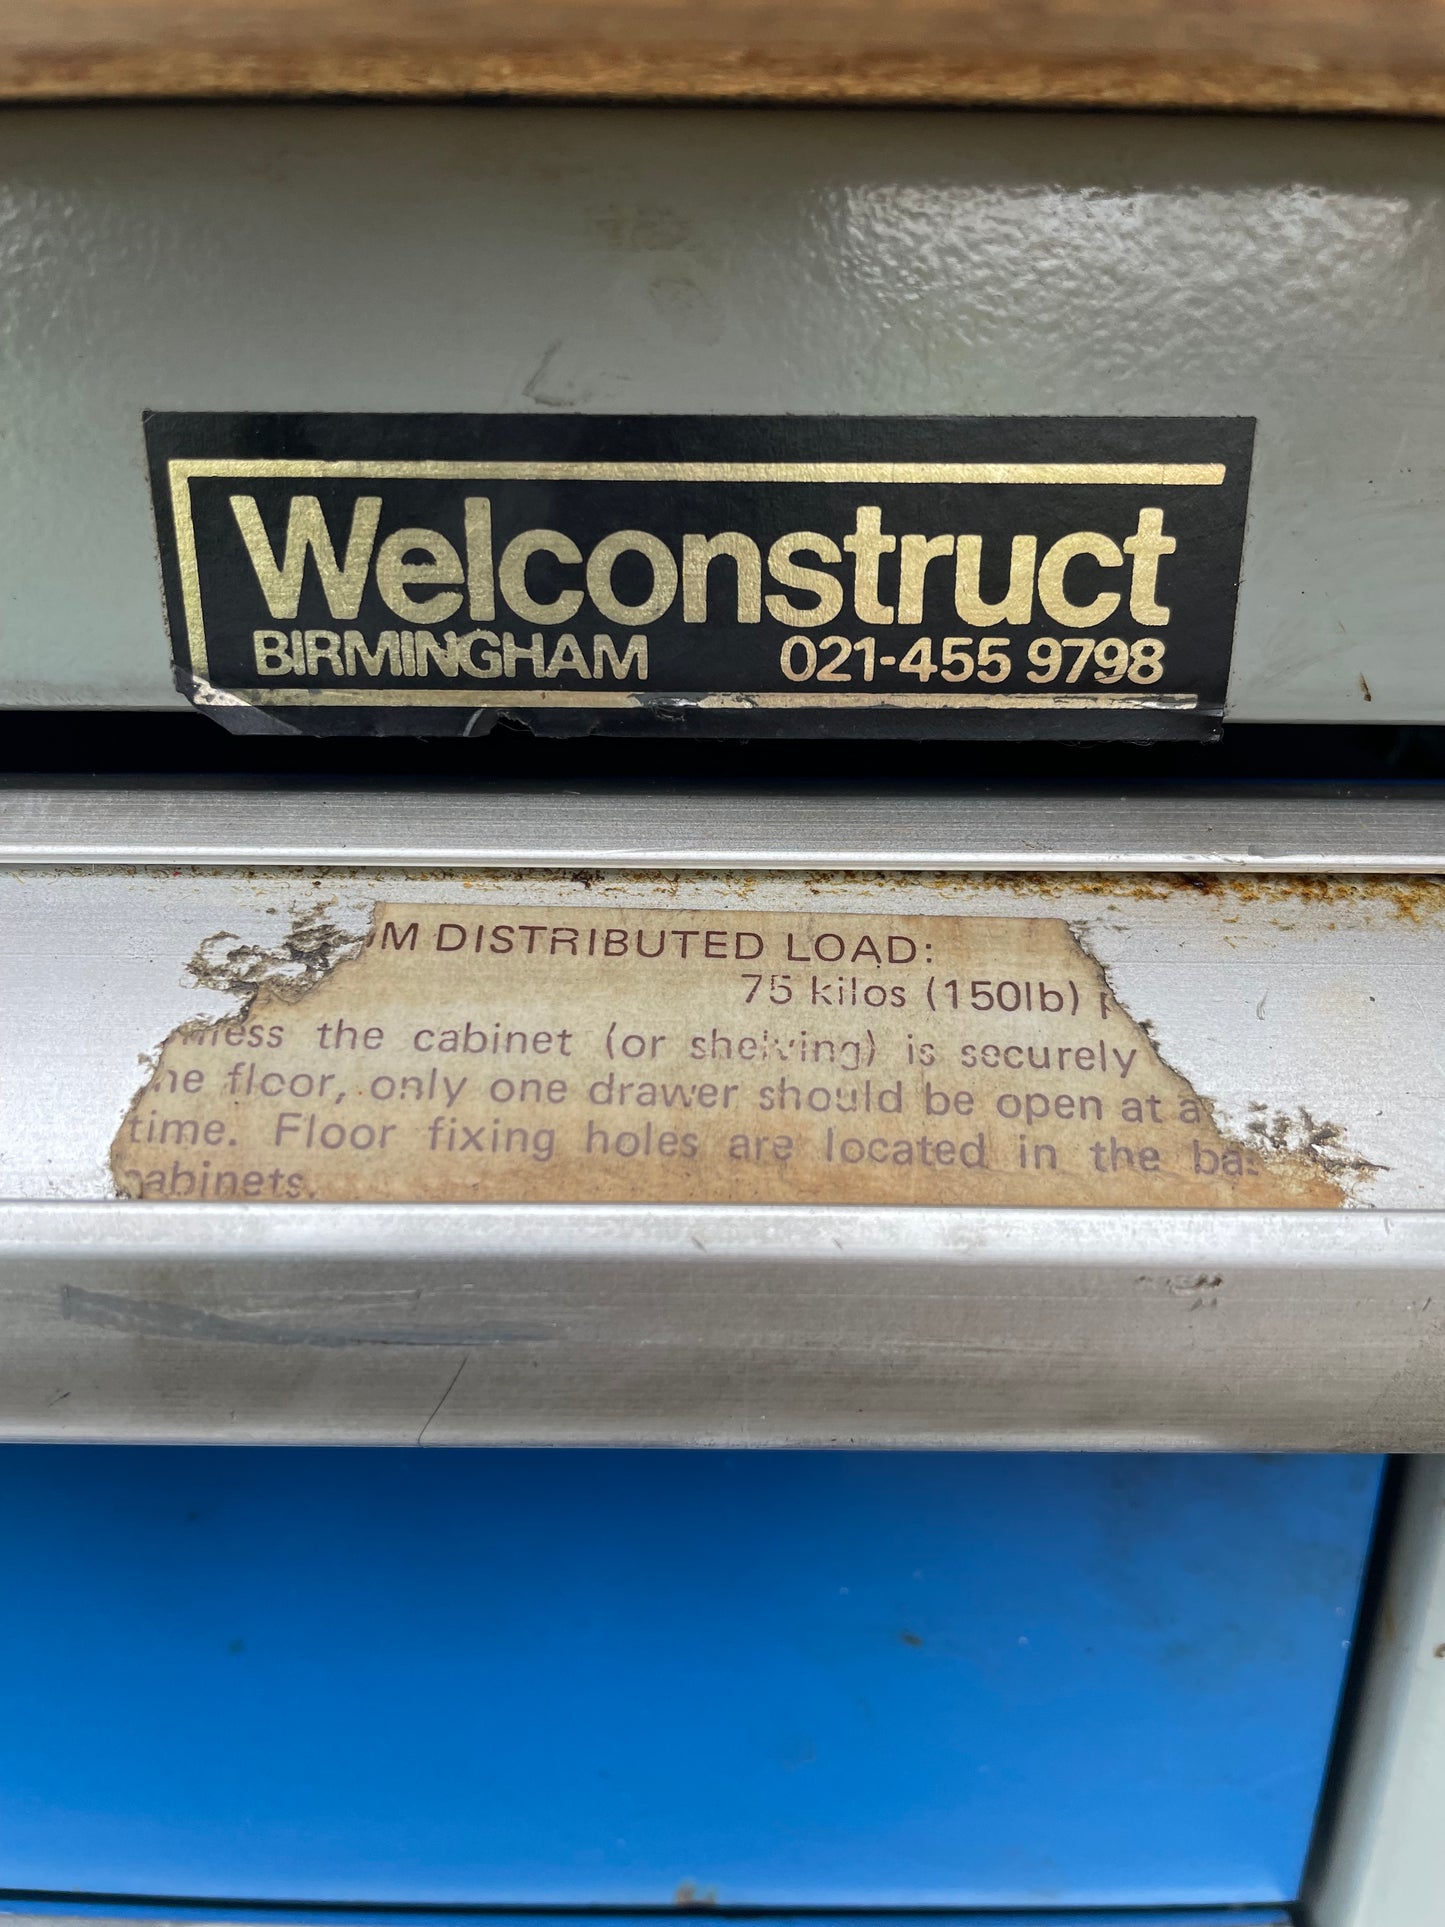 Welconstruct
BIRMINGHAM 021-455 9798
DISTRIBUTED LOAD:
75 kilos (150lb)
the cabinet (or shelving) is securely
floor, only one drawer should be open at a
time. Floor fixing holes are located in the